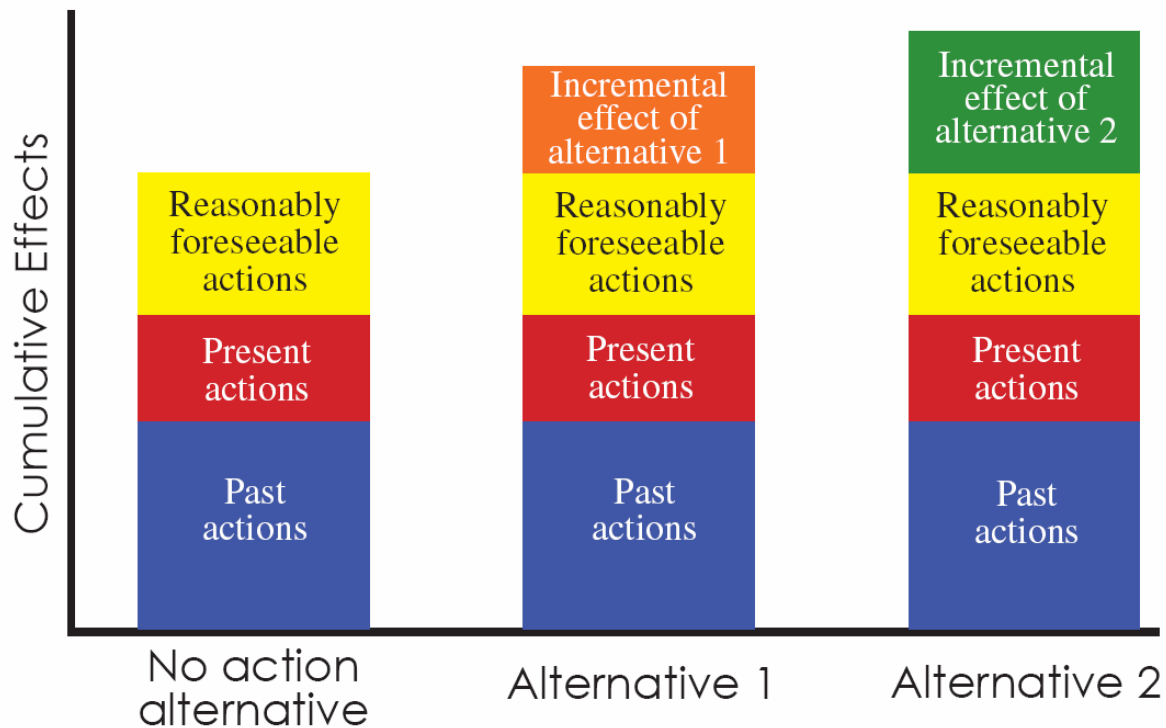 Cumulative Effects
Reasonably
foreseeable
actions
Present
actions
Past
actions
No action
alternative
Incremental
effect of
alternative 1
Reasonably
foreseeable
actions
Present
actions
Past
actions
Alternative 1
Incremental
effect of
alternative 2
Reasonably
foreseeable
actions
Present
actions
Past
actions
Alternative 2